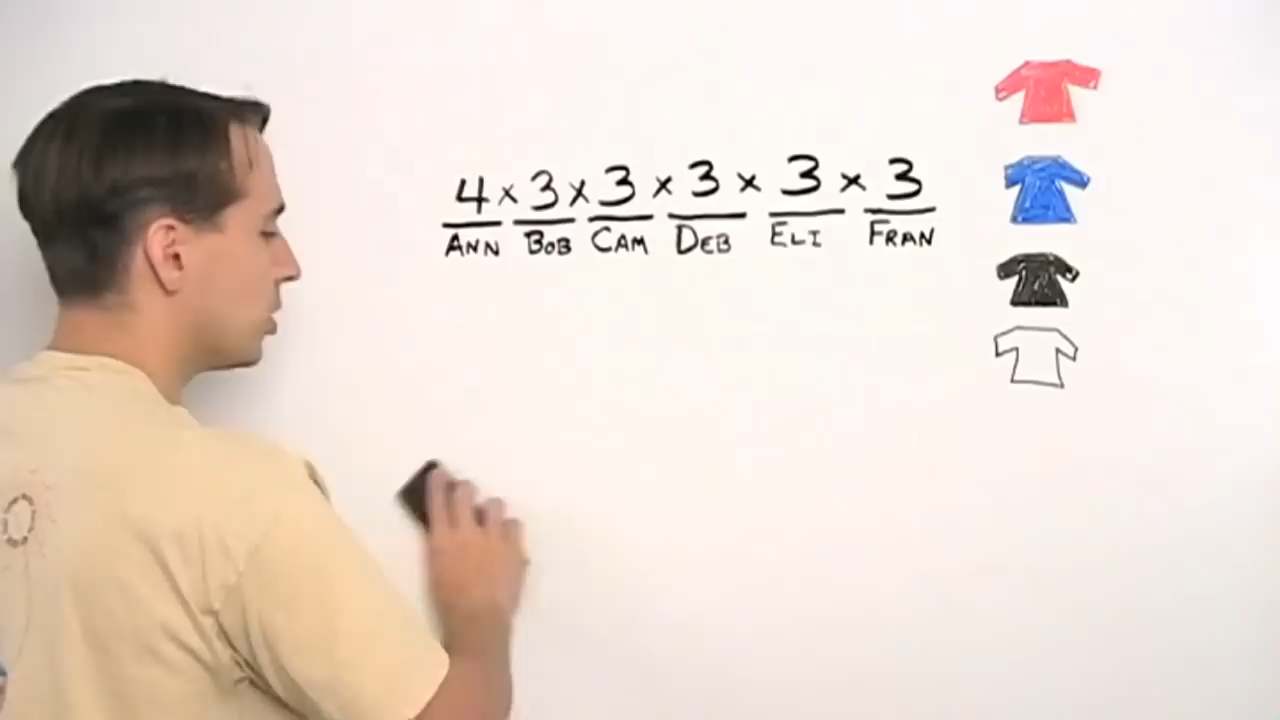 4 × 3 × 3 × 3 × 3 × 3
ANN BOB CAM DEB ELI FRAN